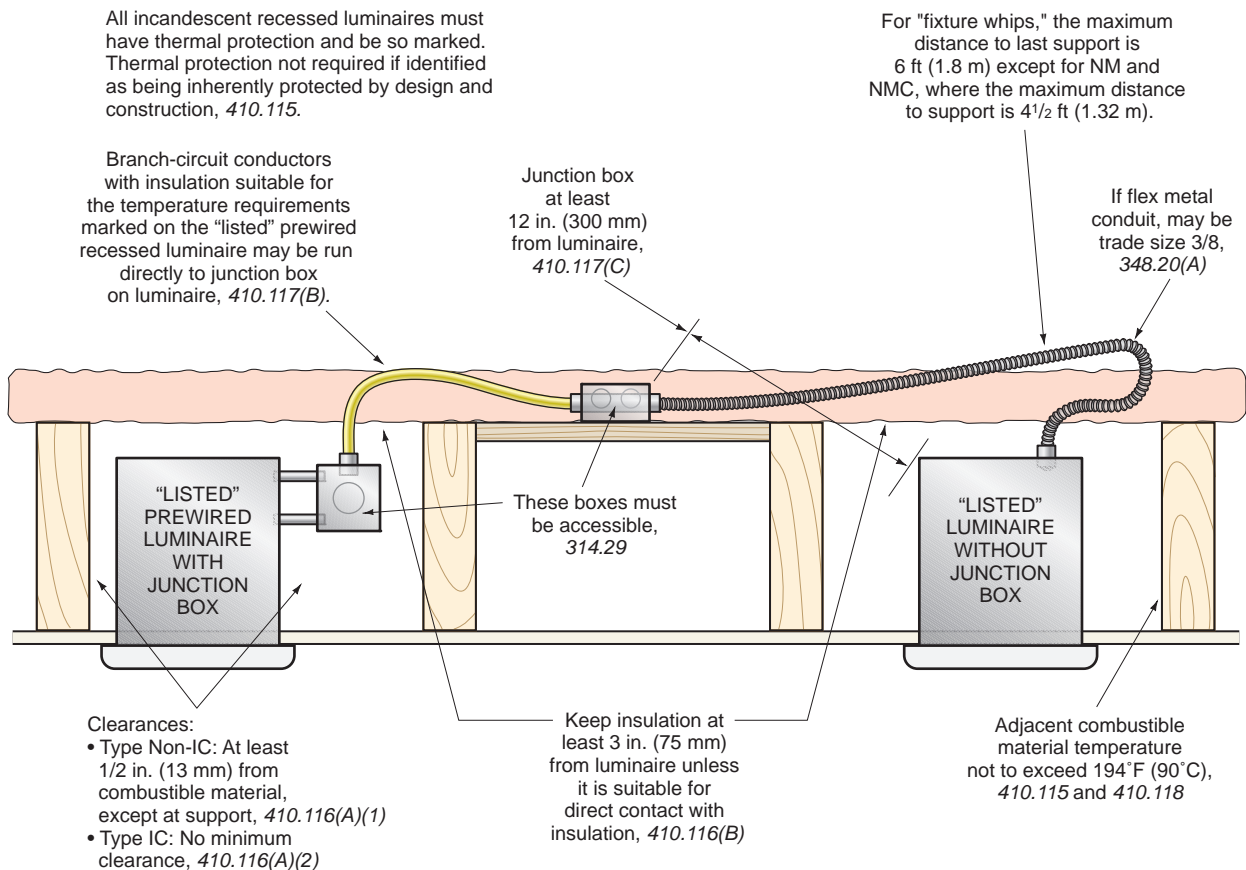 All incandescent recessed luminaires must
have thermal protection and be so marked.
Thermal protection not required if identified
as being inherently protected by design and
construction, 410.115.
For "fixture whips," the maximum
distance to last support is
6 ft (1.8 m) except for NM and
NMC, where the maximum distance
to support is 4 1/2 ft (1.32 m).
Branch-circuit conductors
with insulation suitable for
the temperature requirements
marked on the “listed” prewired
recessed luminaire may be run
directly to junction box
on luminaire, 410.117(B).
Junction box
at least
12 in. (300 mm)
from luminaire,
410.117(C)
If flex metal
conduit, may be
trade size 3/8,
348.20(A)
“LISTED”
PREWIRED
LUMINAIRE
WITH
JUNCTION
BOX
These boxes must
be accessible,
314.29
“LISTED”
LUMINAIRE
WITHOUT
JUNCTION
BOX
Clearances:
• Type Non-IC: At least
1/2 in. (13 mm) from
combustible material,
except at support, 410.116(A)(1)
• Type IC: No minimum
clearance, 410.116(A)(2)
Keep insulation at
least 3 in. (75 mm)
from luminaire unless
it is suitable for
direct contact with
insulation, 410.116(B)
Adjacent combustible
material temperature
not to exceed 194˚F (90˚C),
410.115 and 410.118